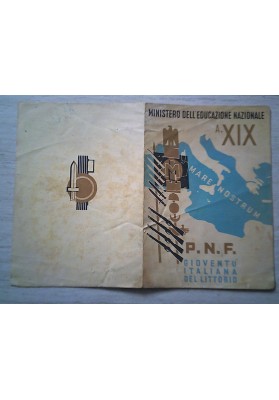 MINISTERO DELL'EDUCAZIONE NAZIONALE
A. XIX
MARE NOSTRUM
P.N.F.
GIOVENTÙ
ITALIANA
DEL LITTORIO